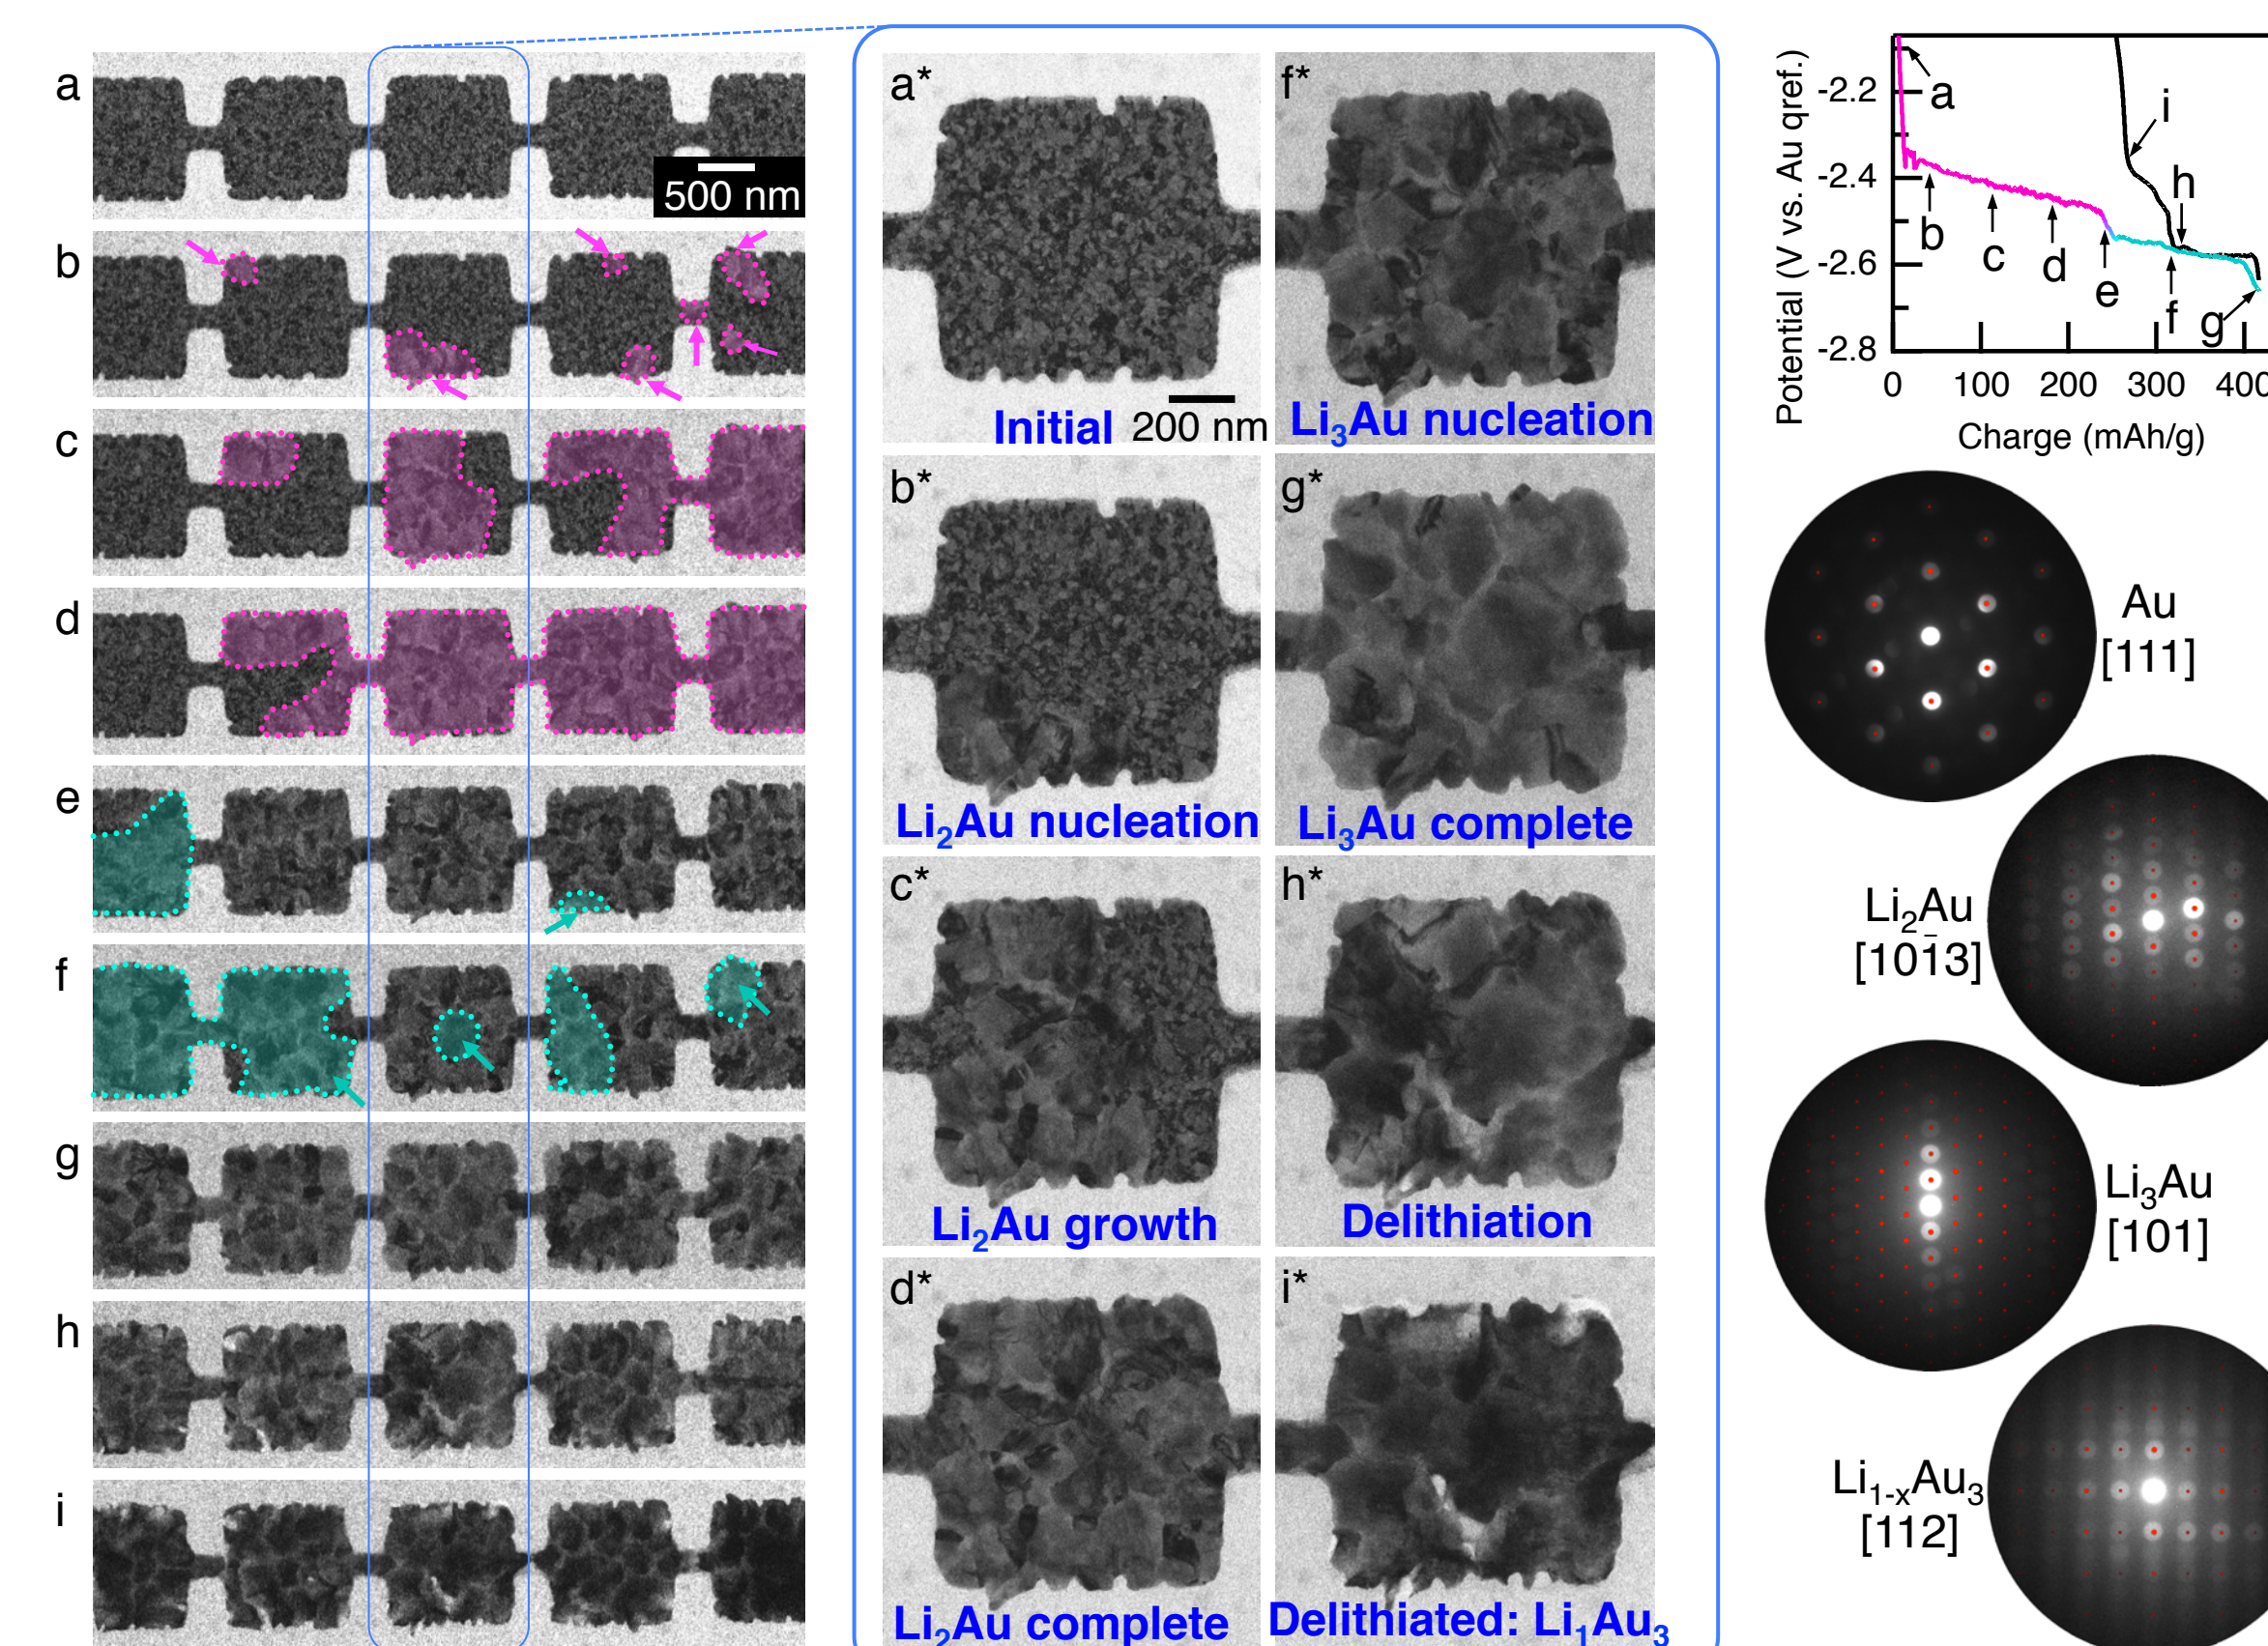 a
500 nm
b
c
d
e
f
g
h
i
a*
Initial
200 nm
b*
Li2Au nucleation
c*
Li2Au growth
d*
Li2Au complete
f*
Li3Au nucleation
g*
Li3Au complete
h*
Delithiation
i*
Delithiated: Li1Au3
Potential (V vs. Au qref.)
-2.2
-2.4
-2.6
-2.8
0 100 200 300 400
Charge (mAh/g)
a
b
c
d
e
f
g
h
i
Au
[111]
Li2Au
[101̄3]
Li3Au
[101]
Li1-xAu3
[112]